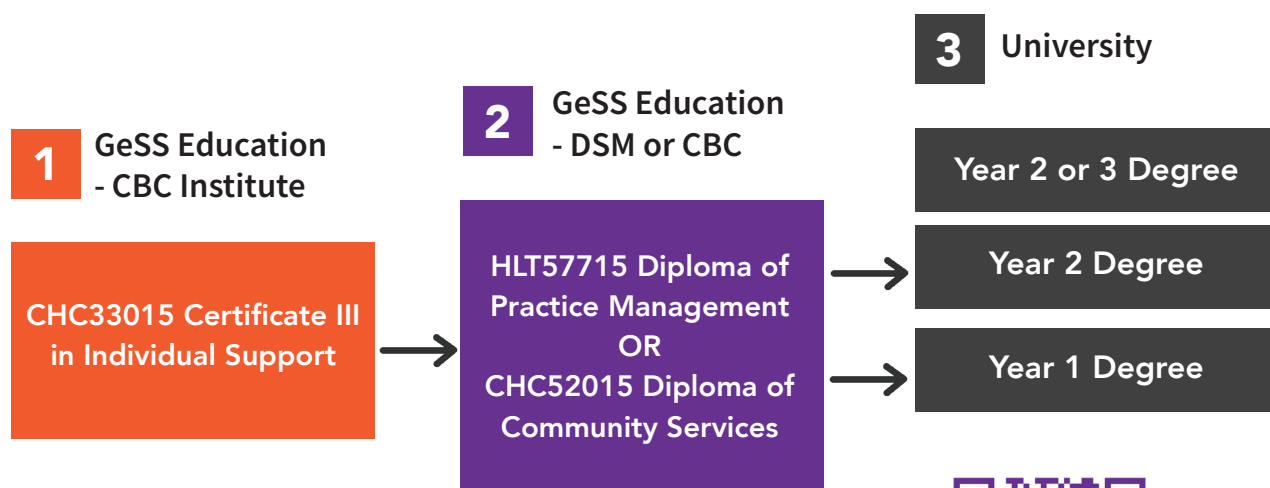 1
GeSS Education
- CBC Institute
CHC33015 Certificate III
in Individual Support
2
GeSS Education
- DSM or CBC
HLT57715 Diploma of
Practice Management
OR
CHC52015 Diploma of
Community Services
3
University
Year 2 or 3 Degree
Year 2 Degree
Year 1 Degree